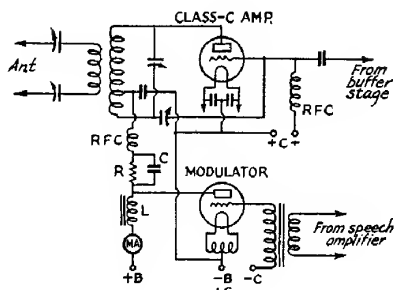 CLASS-C AMP.
Ant
From buffer stage
RFC
+C+
RFC
C
R
MODULATOR
L
MA
+B
-B
-C
From speech amplifier